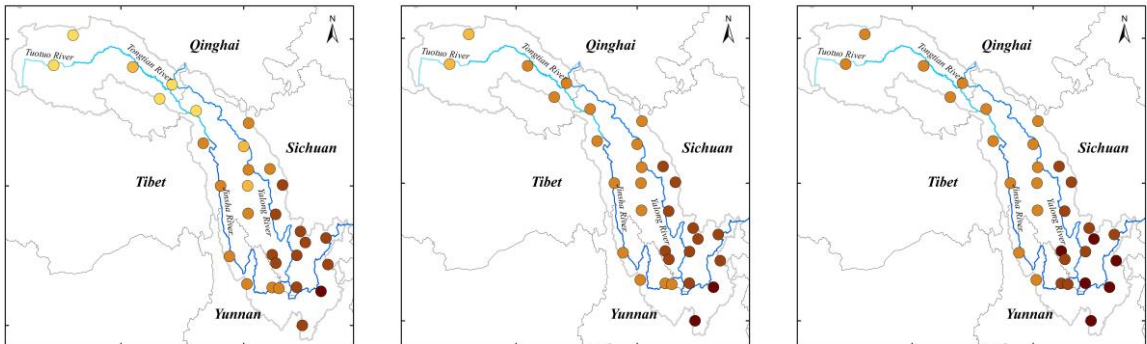 N
Qinghai
Tuotuo River
Tongtian River
Sichuan
Tibet
Jinsha River
Yalong River
Yunnan
N
Qinghai
Tuotuo River
Tongtian River
Sichuan
Tibet
Jinsha River
Yalong River
Yunnan
N
Qinghai
Tuotuo River
Tongtian River
Sichuan
Tibet
Jinsha River
Yalong River
Yunnan